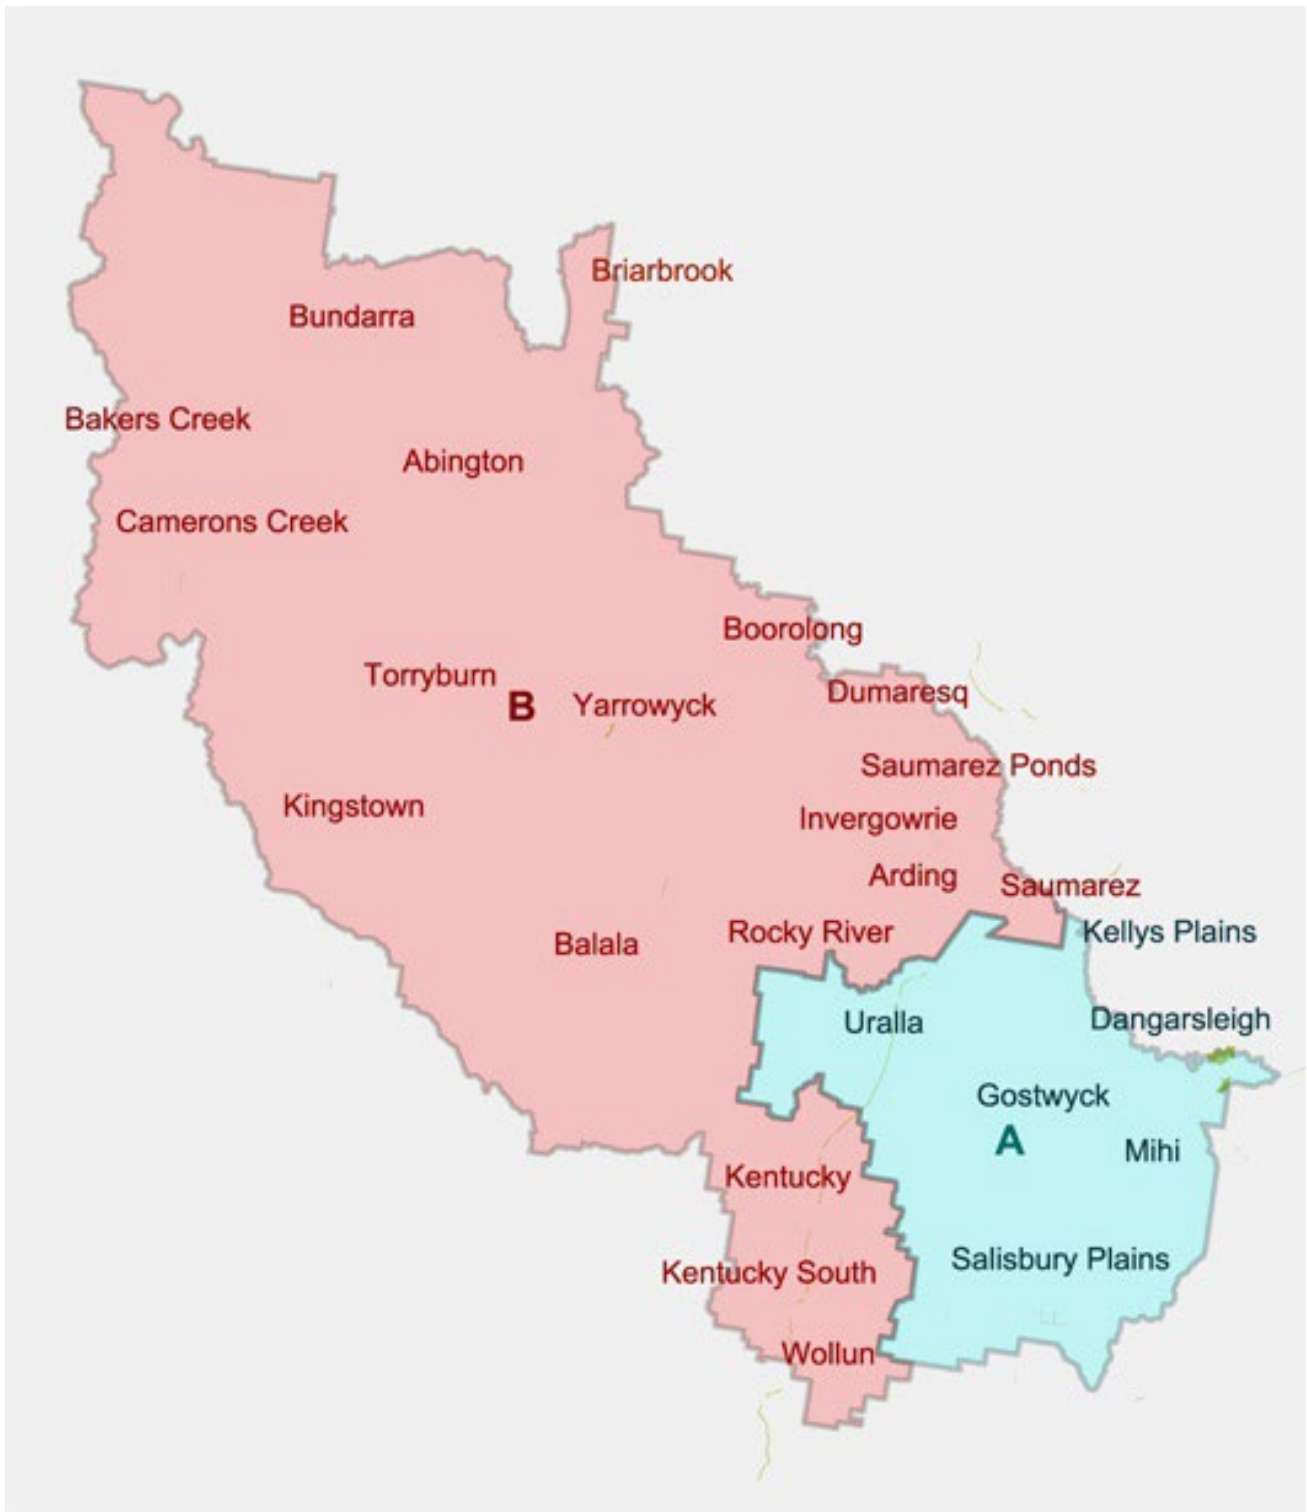 Briarbrook
Bundarra
Bakers Creek
Abington
Camerons Creek
Boorolong
Torryburn
B
Yarrowyck
Dumaresq
Saumarez Ponds
Kingstown
Invergowrie
Arding
Saumarez
Balala
Rocky River
Kellys Plains
Uralla
Dangarsleigh
Gostwyck
A
Mihi
Kentucky
Salisbury Plains
Kentucky South
Wollun